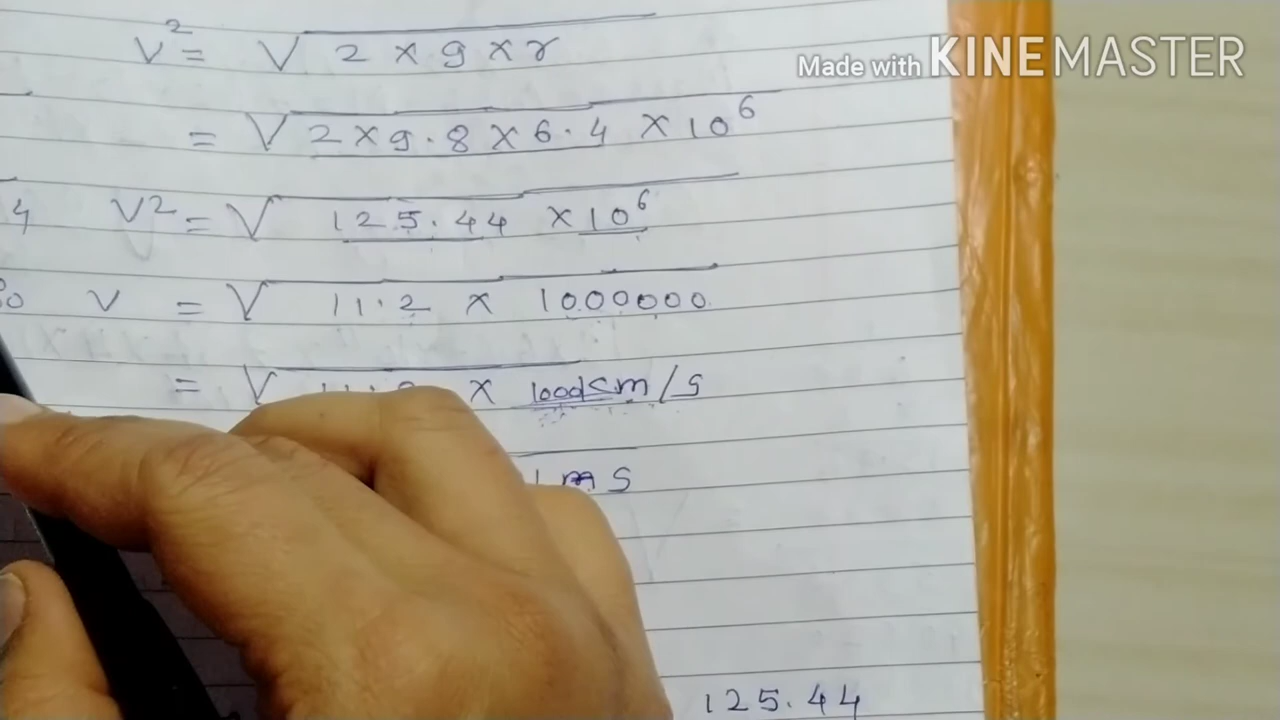 v² = √2 × g × r
Made with KINEMASTER
= √2 × 9.8 × 6.4 × 10⁶
4 V2 = √125.44 × 10⁶
V = √11.2 × 1000000
= √ × /s
m s
125.44